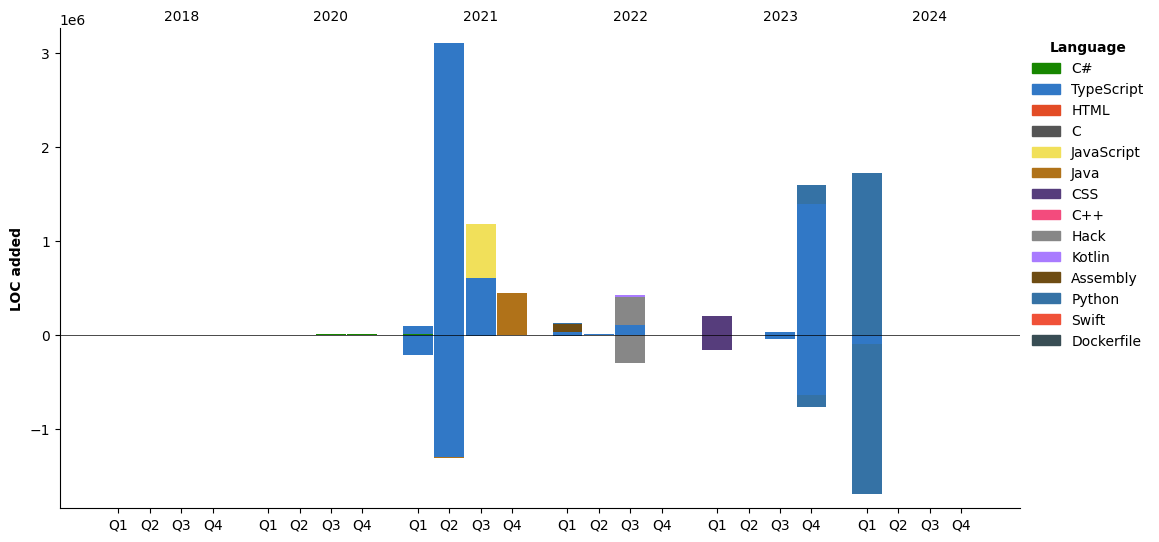 1e6
2018 2020 2021 2022 2023 2024
3
2
1
0
−1
LOC added
Q1 Q2 Q3 Q4 Q1 Q2 Q3 Q4 Q1 Q2 Q3 Q4 Q1 Q2 Q3 Q4 Q1 Q2 Q3 Q4 Q1 Q2 Q3 Q4
Language
C#
TypeScript
HTML
C
JavaScript
Java
CSS
C++
Hack
Kotlin
Assembly
Python
Swift
Dockerfile